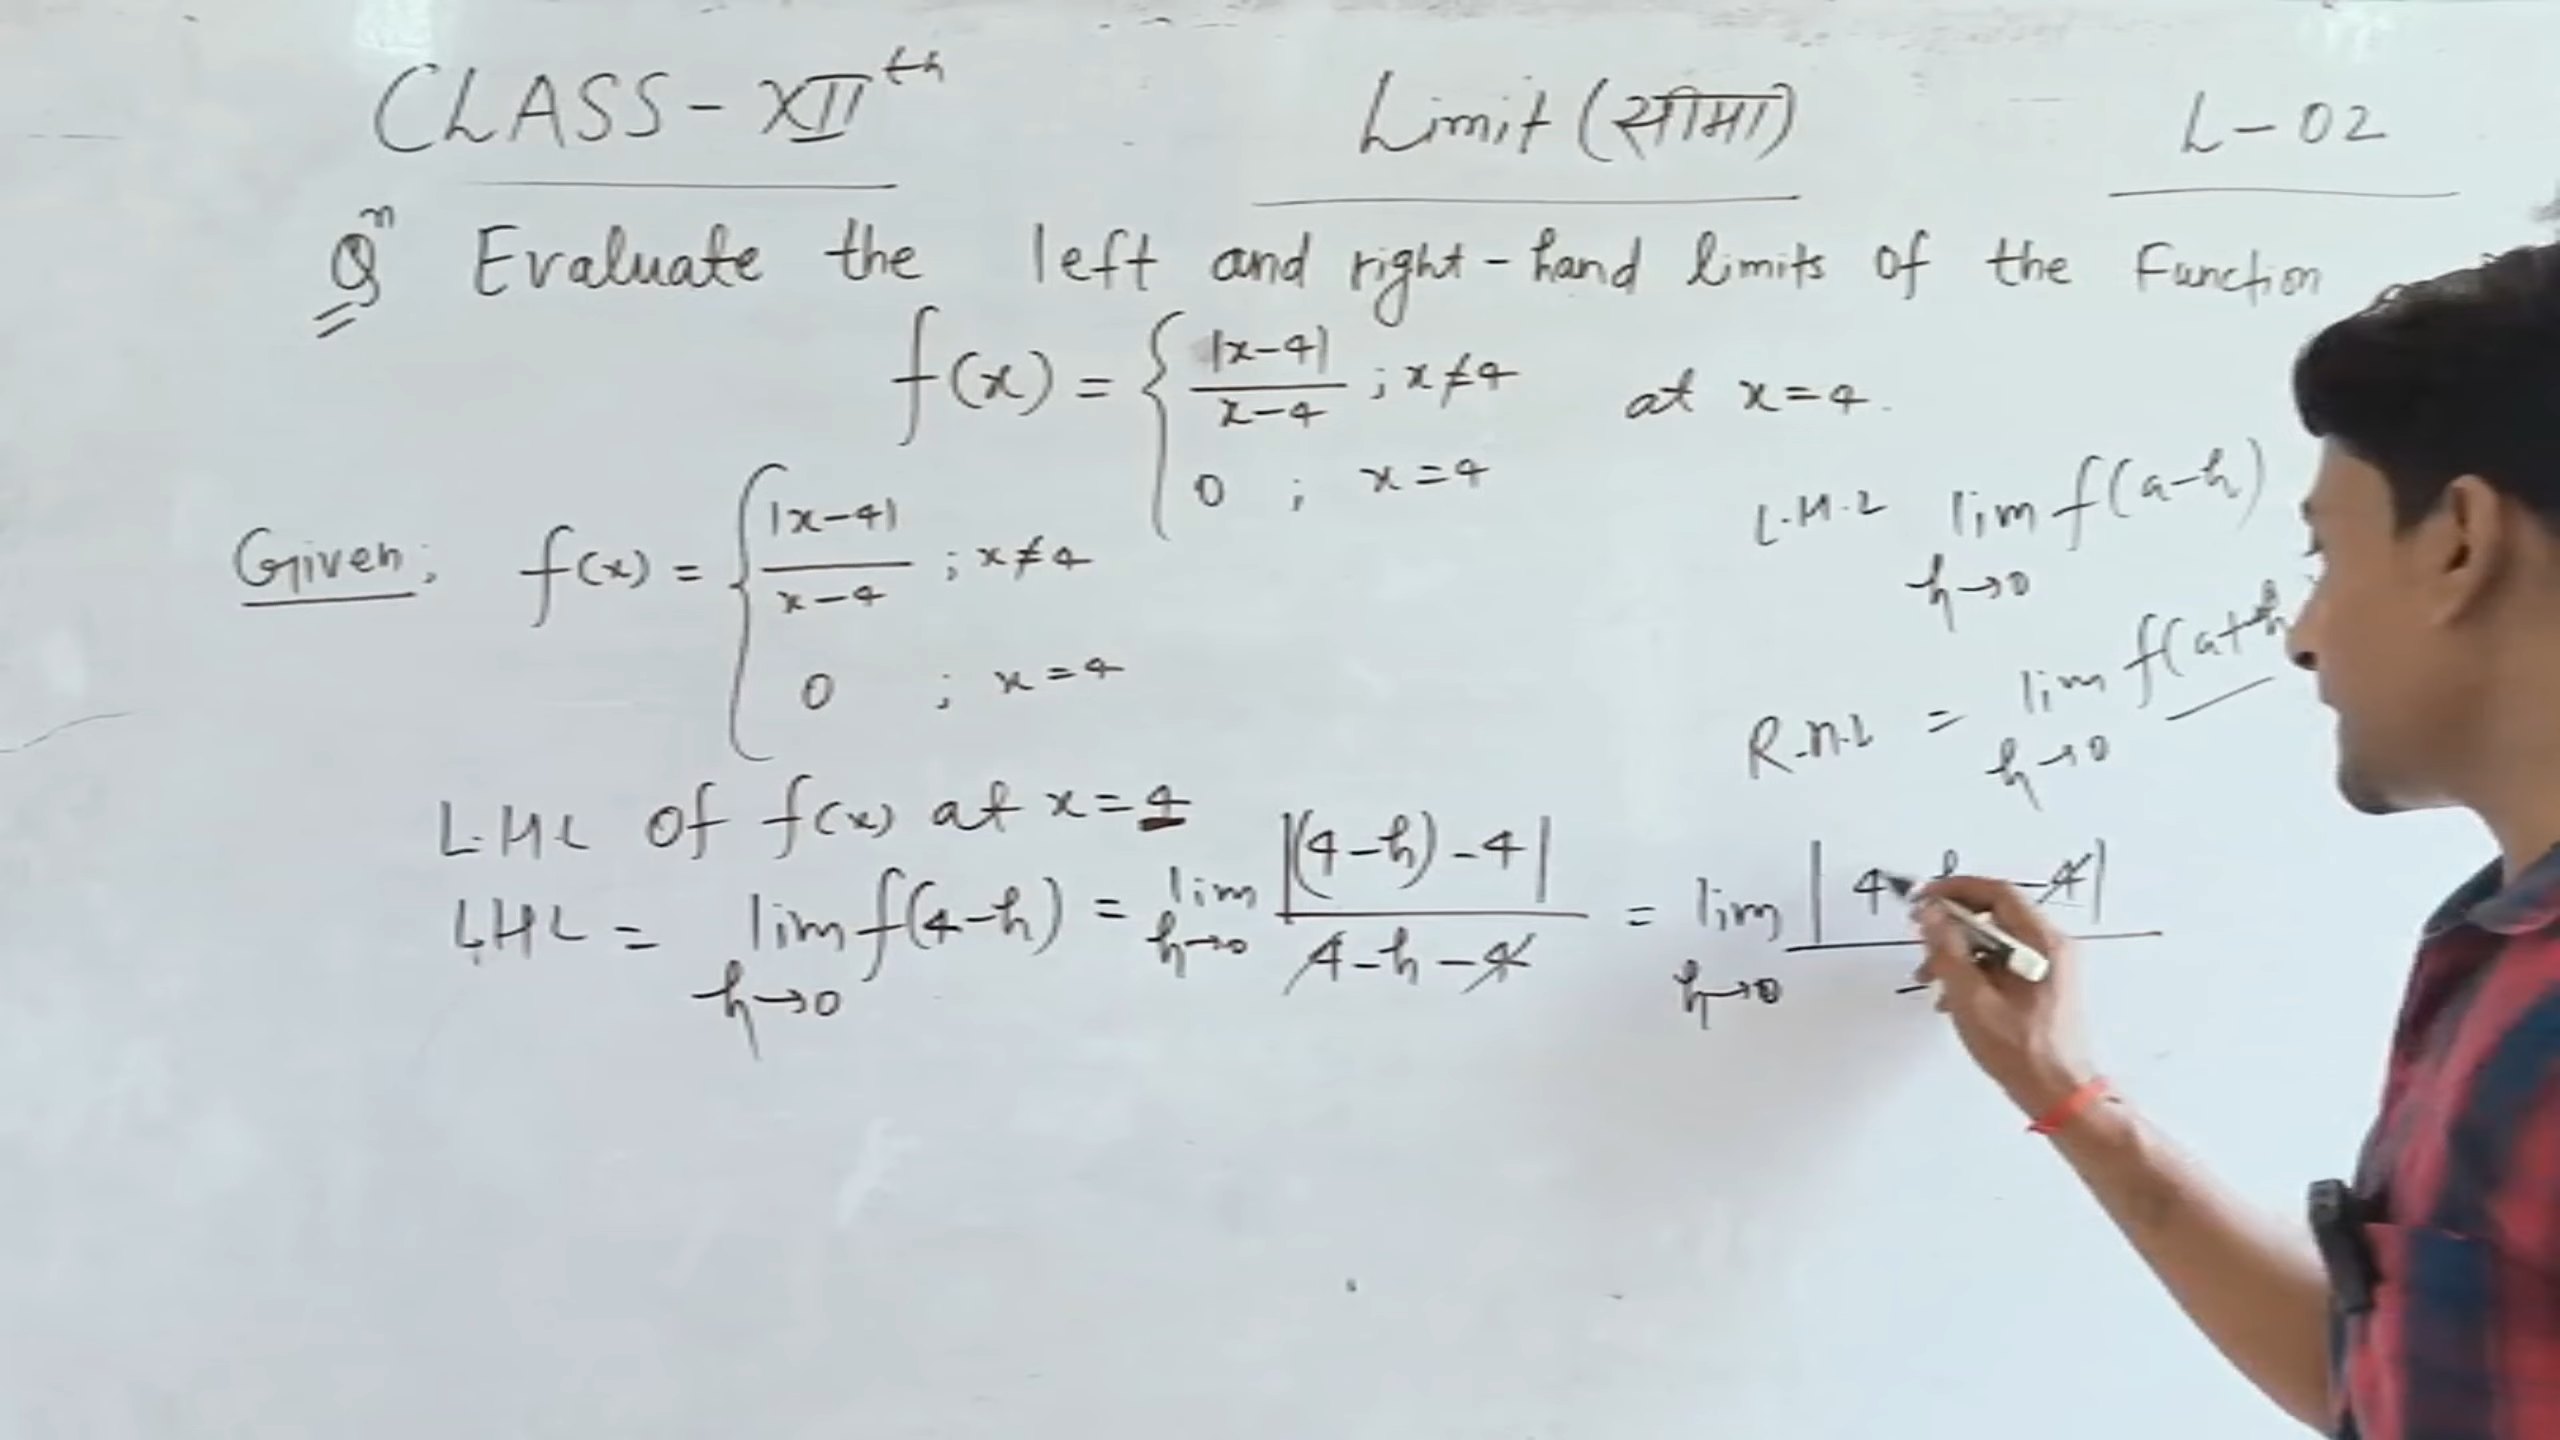 CLASS-XIIth Limit (सीमा) L-02
Qn Evaluate the left and right-hand limits of the Function
f(x) = { |x-4| / x-4 ; x≠4 at x=4.
0 ; x=4
Given; f(x) = { |x-4| / x-4 ; x≠4
0 ; x=4
L.H.L lim h→0 f(a-h)
R.H.L = lim h→0 f(a+h
L.H.L of f(x) at x=4
LHL = lim h→0 f(4-h) = lim h→0 |(4-h)-4| / 4-h-4 = lim h→0 | 4 -4| / -